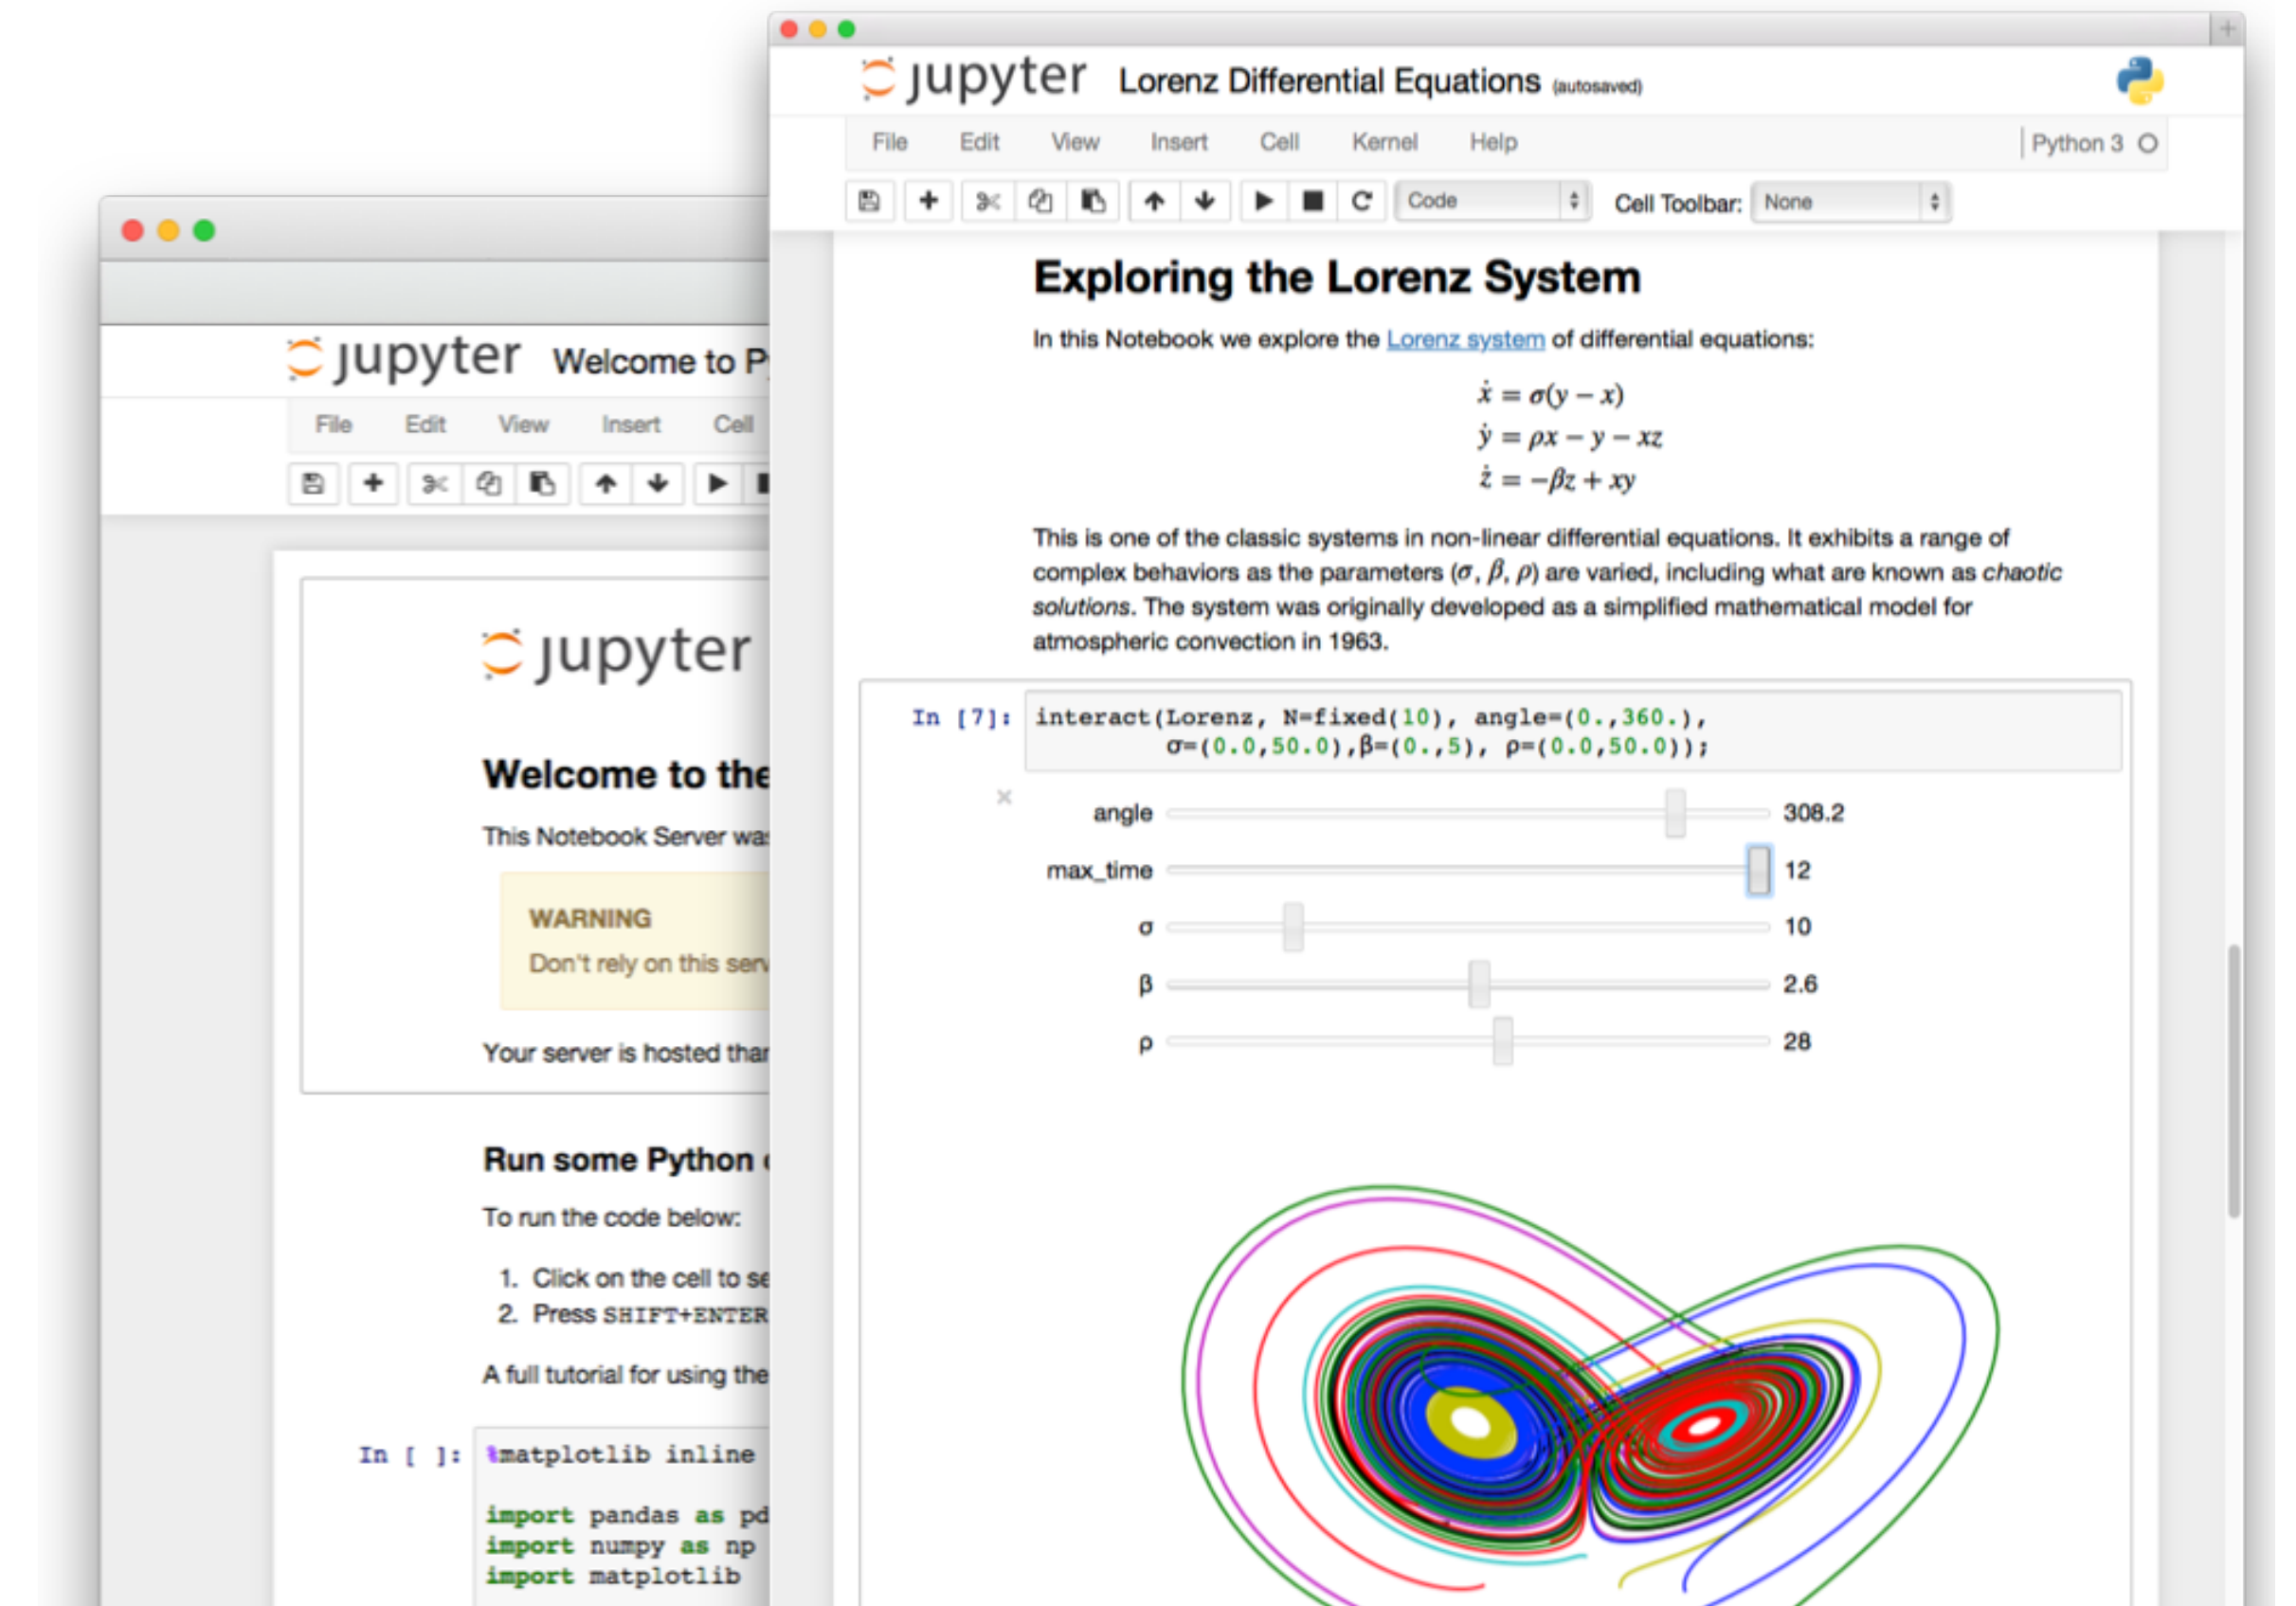 jupyter Lorenz Differential Equations (autosaved)
File Edit View Insert Cell Kernel Help Python 3
Code Cell Toolbar: None
Exploring the Lorenz System
In this Notebook we explore the Lorenz system of differential equations:
ẋ = σ(y − x)
ẏ = ρx − y − xz
ż = −βz + xy
This is one of the classic systems in non-linear differential equations. It exhibits a range of
complex behaviors as the parameters (σ, β, ρ) are varied, including what are known as chaotic
solutions. The system was originally developed as a simplified mathematical model for
atmospheric convection in 1963.
In [7]: interact(Lorenz, N=fixed(10), angle=(0.,360.),
σ=(0.0,50.0),β=(0.,5), ρ=(0.0,50.0));
angle 308.2
max_time 12
σ 10
β 2.6
ρ 28
jupyter Welcome to P
File Edit View Insert Cell
jupyter
Welcome to the
This Notebook Server was
WARNING
Don't rely on this serv
Your server is hosted than
Run some Python
To run the code below:
1. Click on the cell to se
2. Press SHIFT+ENTER
A full tutorial for using the
In [ ]: %matplotlib inline
import pandas as pd
import numpy as np
import matplotlib